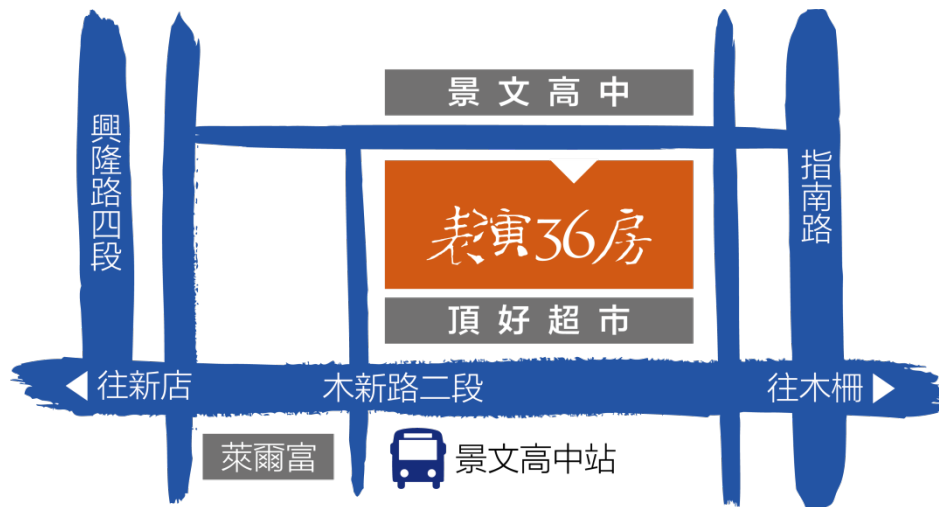 景文高中
興隆路四段
指南路
表演36房
頂好超市
往新店
木新路二段
往木柵
萊爾富
景文高中站